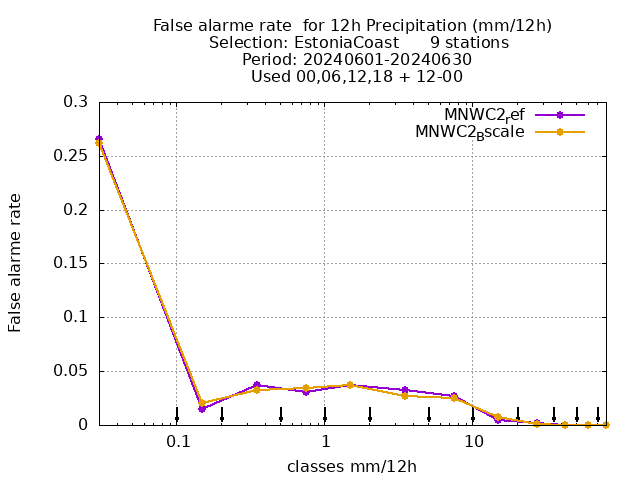 False alarme rate  for 12h Precipitation (mm/12h)
Selection: EstoniaCoast      9 stations
Period: 20240601-20240630
Used 00,06,12,18 + 12-00
MNWC2ref
MNWC2Bscale
0.3
0.25
0.2
0.15
0.1
0.05
0
False alarme rate
0.1
1
10
classes mm/12h